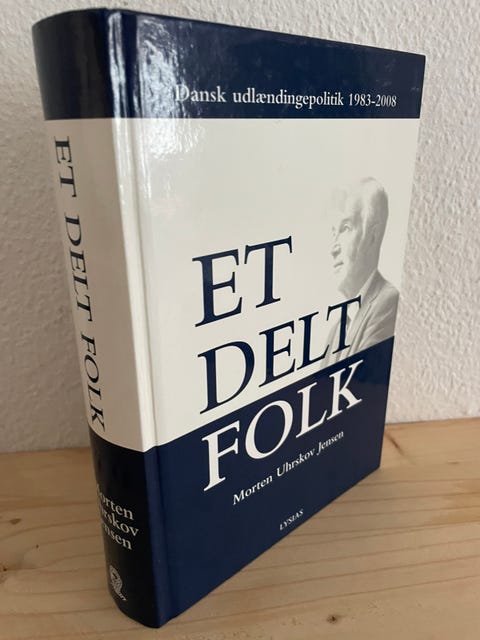 Dansk udlændingepolitik 1983-2008
ET
DELT
FOLK
Morten Uhrskov Jensen
LYSIAS
ET DELT FOLK
Morten
Uhrskov
Jensen